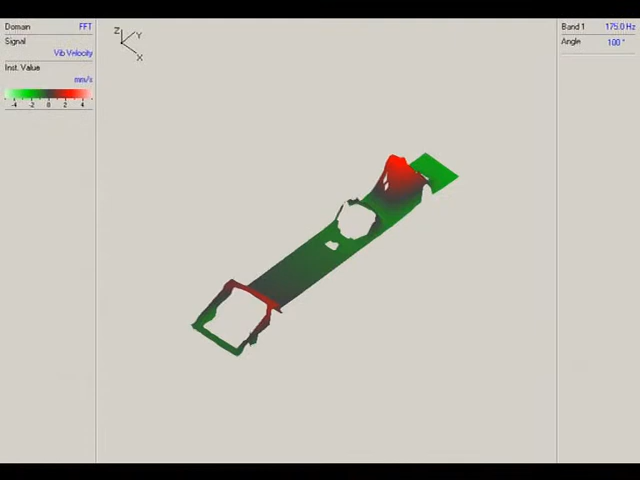 Domain FFT
Signal
Vib Velocity
Inst. Value
mm/s
-4 -2 0 2 4
Z
Y
X
Band 1 175.0 Hz
Angle 100 °